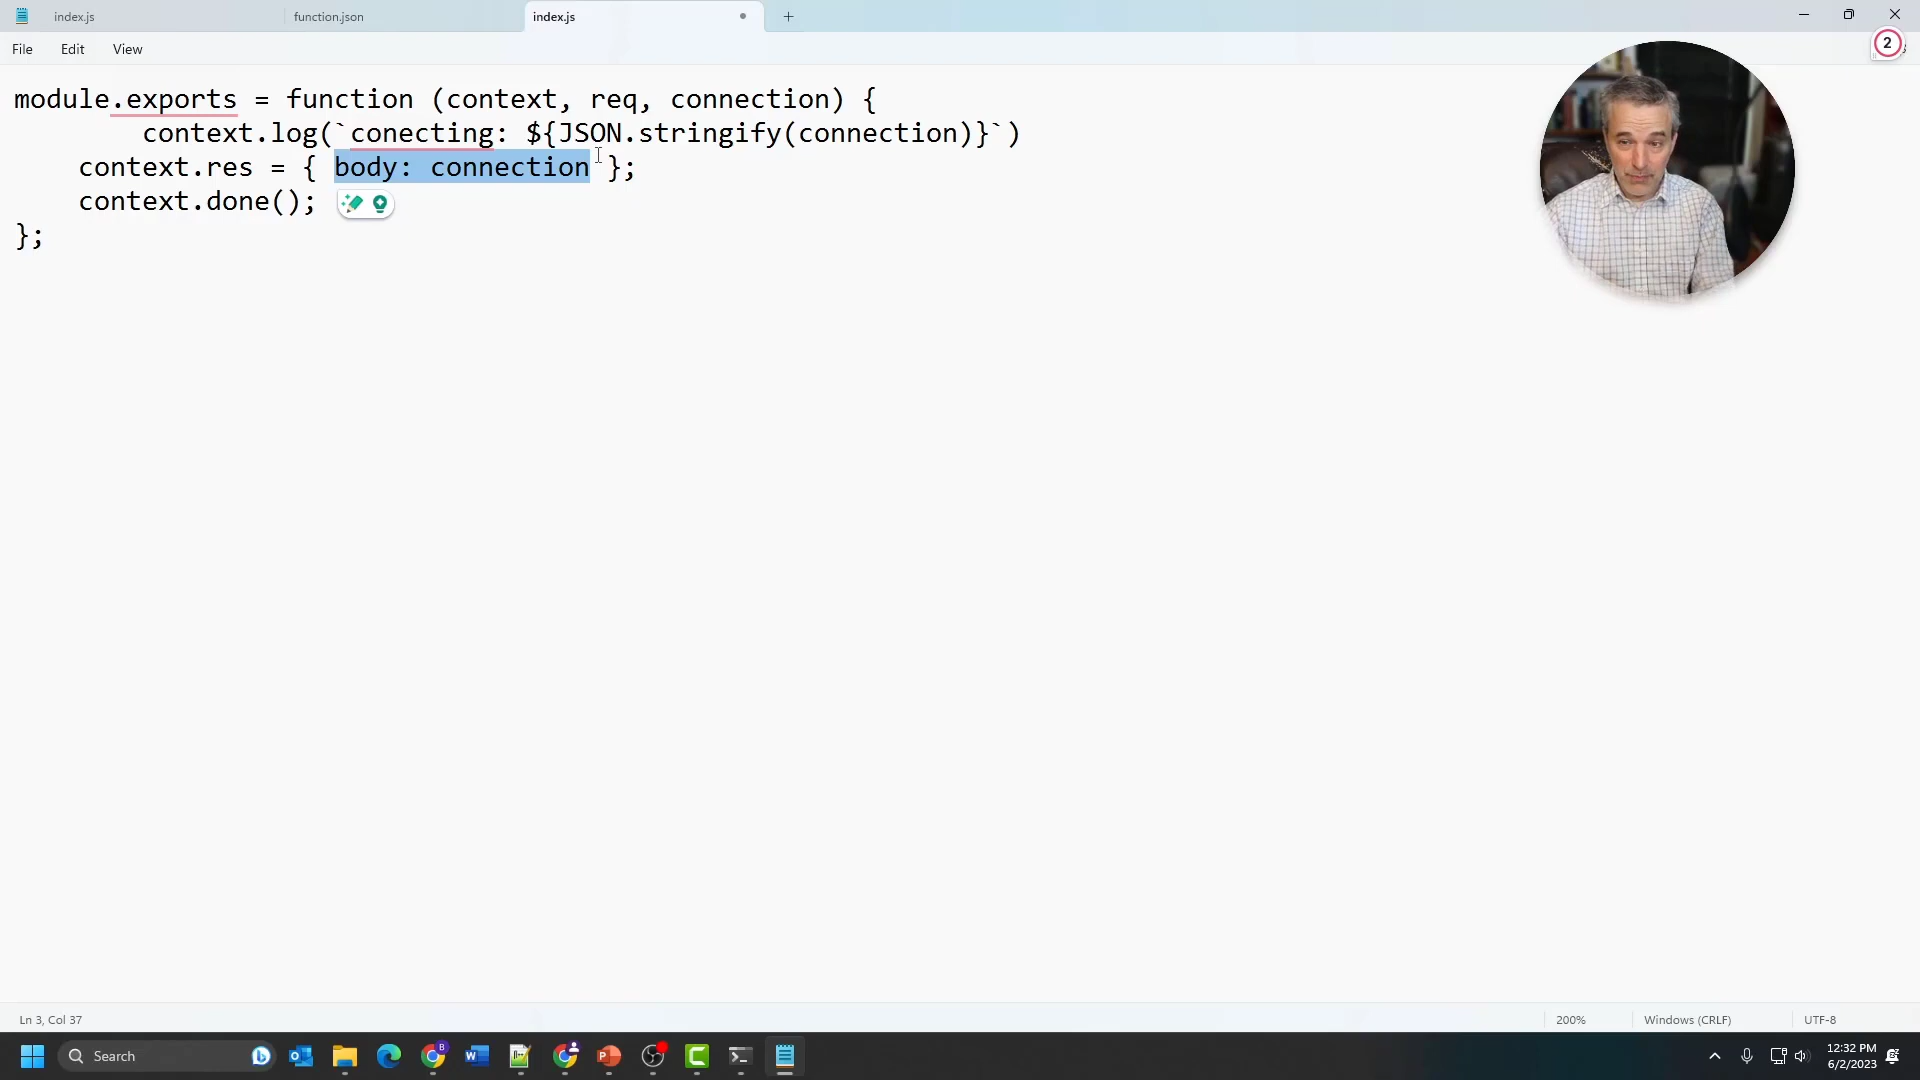 index.js
function.json
index.js
File Edit View
2
module.exports = function (context, req, connection) {
context.log(`conecting: ${JSON.stringify(connection)}`)
context.res = { body: connection };
context.done();
};
Ln 3, Col 37
200%
Windows (CRLF)
UTF-8
Search
12:32 PM
6/2/2023